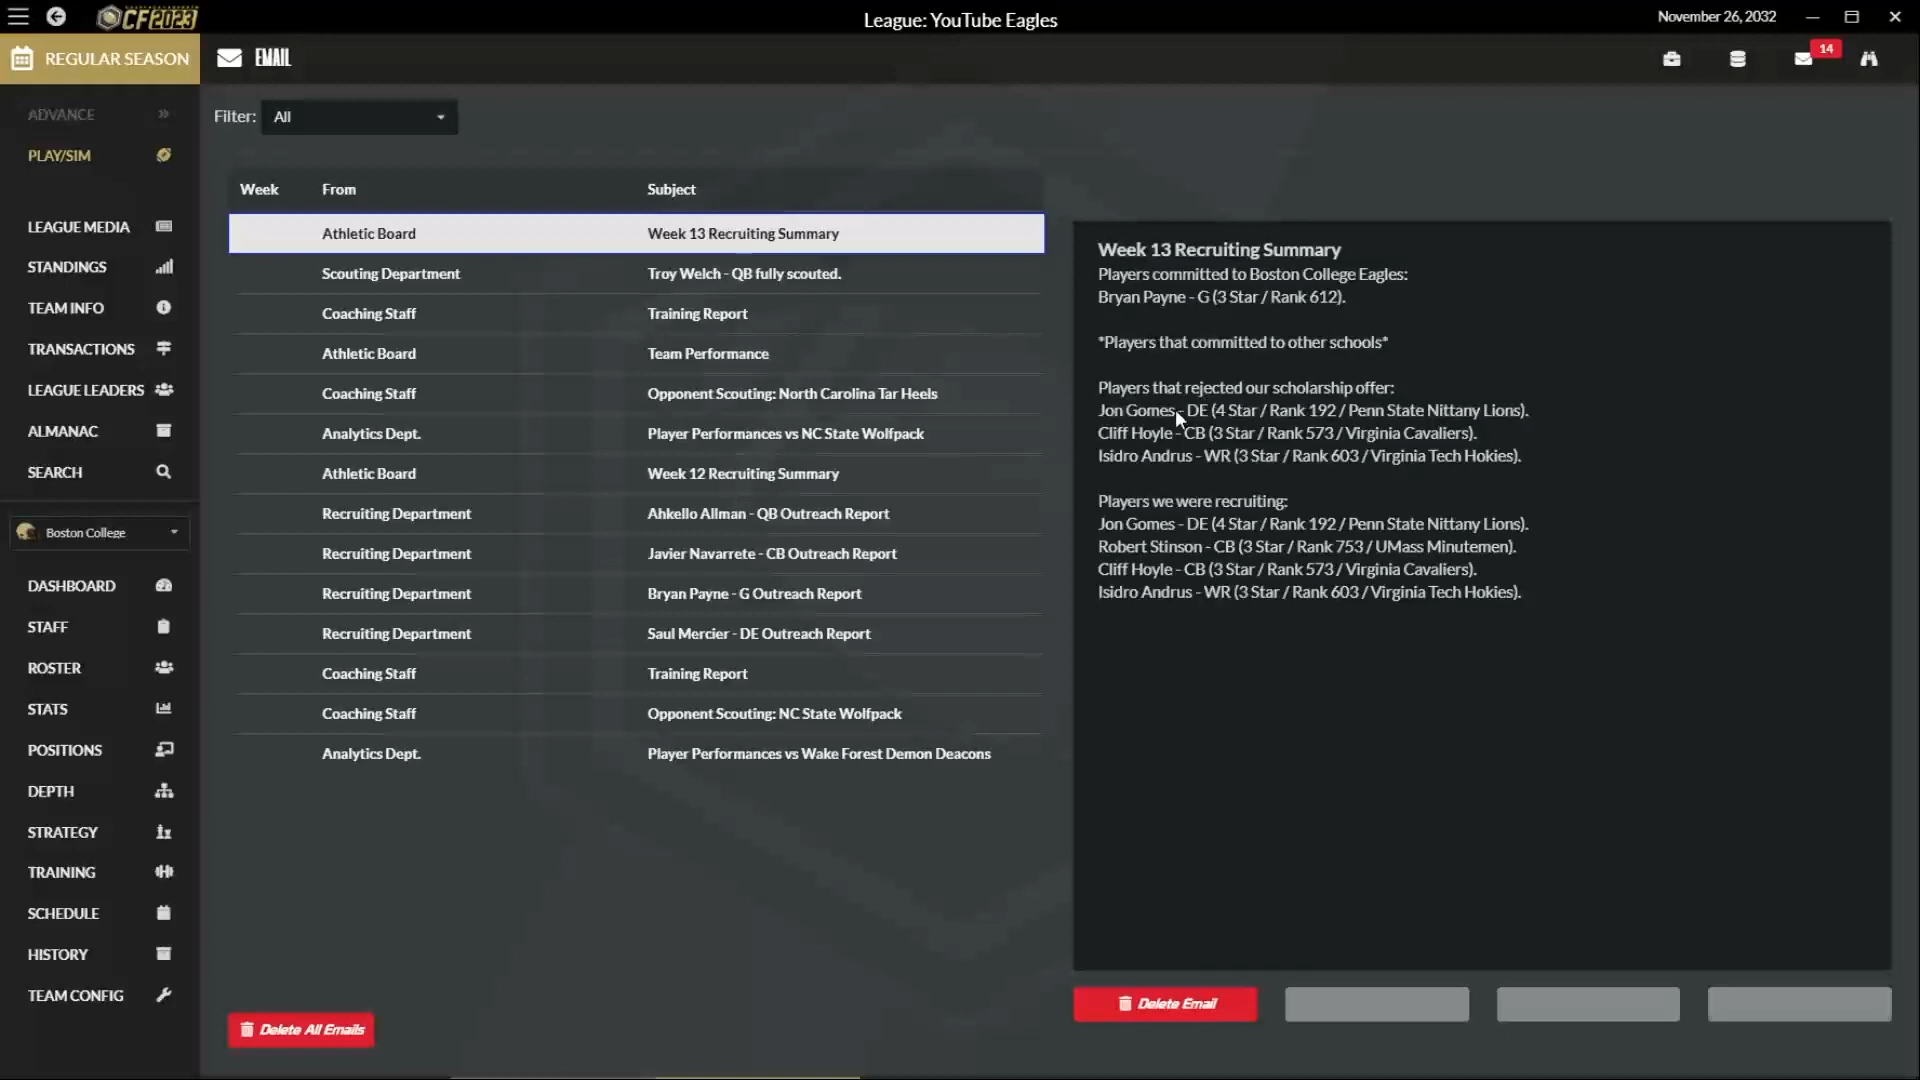 CF2023
League: YouTube Eagles
November 26, 2032
REGULAR SEASON
EMAIL
14
ADVANCE
PLAY/SIM
LEAGUE MEDIA
STANDINGS
TEAM INFO
TRANSACTIONS
LEAGUE LEADERS
ALMANAC
SEARCH
Boston College
DASHBOARD
STAFF
ROSTER
STATS
POSITIONS
DEPTH
STRATEGY
TRAINING
SCHEDULE
HISTORY
TEAM CONFIG
Filter: All
Week From Subject
Athletic Board Week 13 Recruiting Summary
Scouting Department Troy Welch - QB fully scouted.
Coaching Staff Training Report
Athletic Board Team Performance
Coaching Staff Opponent Scouting: North Carolina Tar Heels
Analytics Dept. Player Performances vs NC State Wolfpack
Athletic Board Week 12 Recruiting Summary
Recruiting Department Ahkello Allman - QB Outreach Report
Recruiting Department Javier Navarrete - CB Outreach Report
Recruiting Department Bryan Payne - G Outreach Report
Recruiting Department Saul Mercier - DE Outreach Report
Coaching Staff Training Report
Coaching Staff Opponent Scouting: NC State Wolfpack
Analytics Dept. Player Performances vs Wake Forest Demon Deacons
Delete All Emails
Week 13 Recruiting Summary
Players committed to Boston College Eagles:
Bryan Payne - G (3 Star / Rank 612).
*Players that committed to other schools*
Players that rejected our scholarship offer:
Jon Gomes - DE (4 Star / Rank 192 / Penn State Nittany Lions).
Cliff Hoyle - CB (3 Star / Rank 573 / Virginia Cavaliers).
Isidro Andrus - WR (3 Star / Rank 603 / Virginia Tech Hokies).
Players we were recruiting:
Jon Gomes - DE (4 Star / Rank 192 / Penn State Nittany Lions).
Robert Stinson - CB (3 Star / Rank 753 / UMass Minutemen).
Cliff Hoyle - CB (3 Star / Rank 573 / Virginia Cavaliers).
Isidro Andrus - WR (3 Star / Rank 603 / Virginia Tech Hokies).
Delete Email